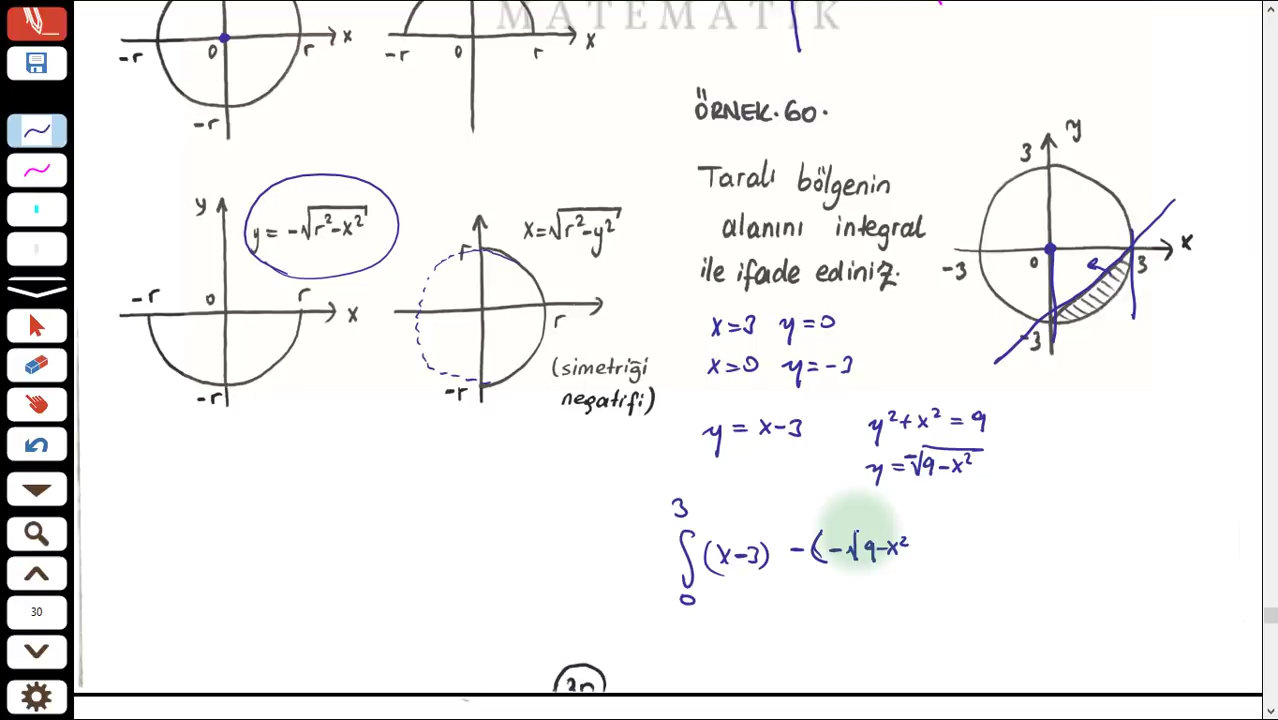 MATEMATİK
-r 0 r x
-r
-r 0 r x
ÖRNEK.60.
Taralı bölgenin
alanını integral
ile ifade ediniz.
y
3
-3 0 3 x
-3
y
y = -√r²-x²
-r 0 r x
-r
x=√r²-y²
r
r
-r
(simetriği
negatifi)
x=3 y=0
x=0 y=-3
y = x-3
y²+x² = 9
y = -√9-x²
3
∫ (x-3) - (-√9-x²
0
30